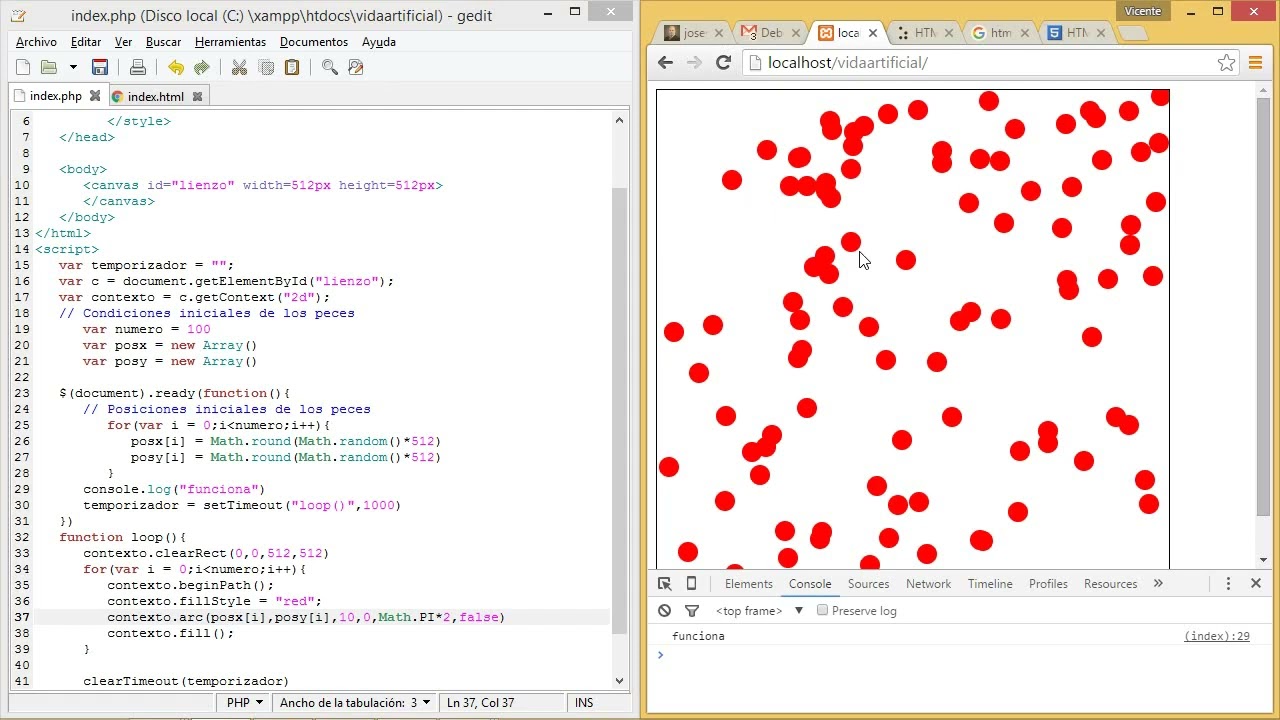 index.php (Disco local (C:) \xampp\htdocs\vidaartificial) - gedit
Archivo Editar Ver Buscar Herramientas Documentos Ayuda
index.php
index.html
6 </style>
7 </head>
8
9 <body>
10 <canvas id="lienzo" width=512px height=512px>
11 </canvas>
12 </body>
13 </html>
14 <script>
15 var temporizador = "";
16 var c = document.getElementById("lienzo");
17 var contexto = c.getContext("2d");
18 // Condiciones iniciales de los peces
19 var numero = 100
20 var posx = new Array()
21 var posy = new Array()
22
23 $(document).ready(function(){
24 // Posiciones iniciales de los peces
25 for(var i = 0;i<numero;i++){
26 posx[i] = Math.round(Math.random()*512)
27 posy[i] = Math.round(Math.random()*512)
28 }
29 console.log("funciona")
30 temporizador = setTimeout("loop()",1000)
31 })
32 function loop(){
33 contexto.clearRect(0,0,512,512)
34 for(var i = 0;i<numero;i++){
35 contexto.beginPath();
36 contexto.fillStyle = "red";
37 contexto.arc(posx[i],posy[i],10,0,Math.PI*2,false)
38 contexto.fill();
39 }
40
41 clearTimeout(temporizador)
PHP Ancho de la tabulación: 3 Ln 37, Col 37 INS
Vicente
jose Deb loca HTN htm HTN
localhost/vidaartificial/
Elements Console Sources Network Timeline Profiles Resources »
<top frame> Preserve log
funciona (index):29
>